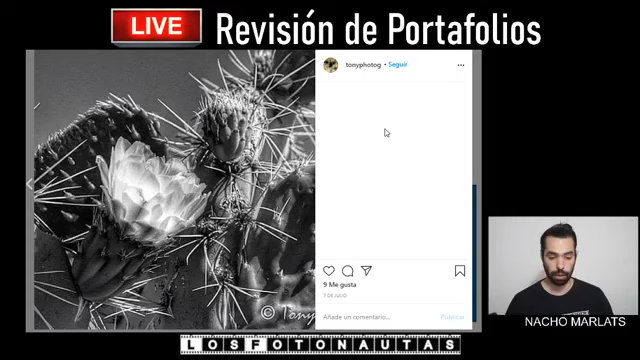 LIVE
Revisión de Portafolios
tonyphotog • Seguir
9 Me gusta
7 DE JULIO
Añade un comentario...
Publicar
© Tony
NACHO MARLATS
LOSFOTONAUTAS